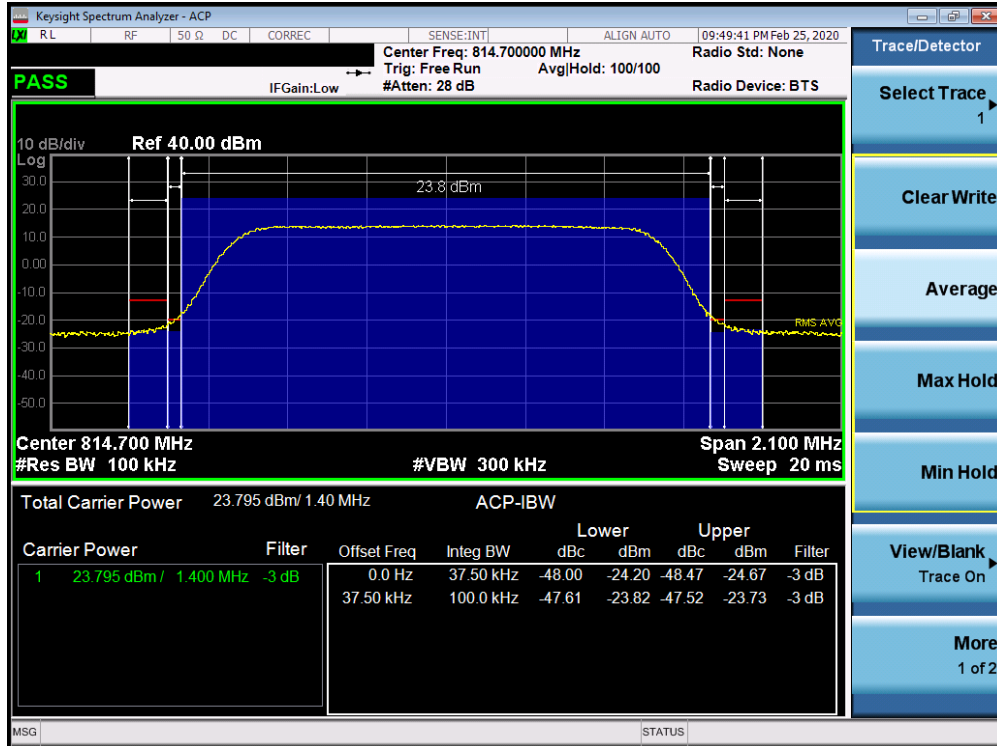 Keysight Spectrum Analyzer - ACP
LXI RL RF 50 Ω DC CORREC SENSE:INT ALIGN AUTO 09:49:41 PM Feb 25, 2020
Center Freq: 814.700000 MHz Radio Std: None
Trig: Free Run Avg|Hold: 100/100
PASS IFGain:Low #Atten: 28 dB Radio Device: BTS
10 dB/div Ref 40.00 dBm
Log
30.0
23.8 dBm
20.0
10.0
0.00
-10.0
-20.0
RMS AVG
-30.0
-40.0
-50.0
Center 814.700 MHz Span 2.100 MHz
#Res BW 100 kHz #VBW 300 kHz Sweep 20 ms
Total Carrier Power 23.795 dBm/ 1.40 MHz ACP-IBW
Lower Upper
Carrier Power Filter Offset Freq Integ BW dBc dBm dBc dBm Filter
1 23.795 dBm / 1.400 MHz -3 dB 0.0 Hz 37.50 kHz -48.00 -24.20 -48.47 -24.67 -3 dB
37.50 kHz 100.0 kHz -47.61 -23.82 -47.52 -23.73 -3 dB
MSG STATUS
Trace/Detector
Select Trace
1
Clear Write
Average
Max Hold
Min Hold
View/Blank
Trace On
More
1 of 2